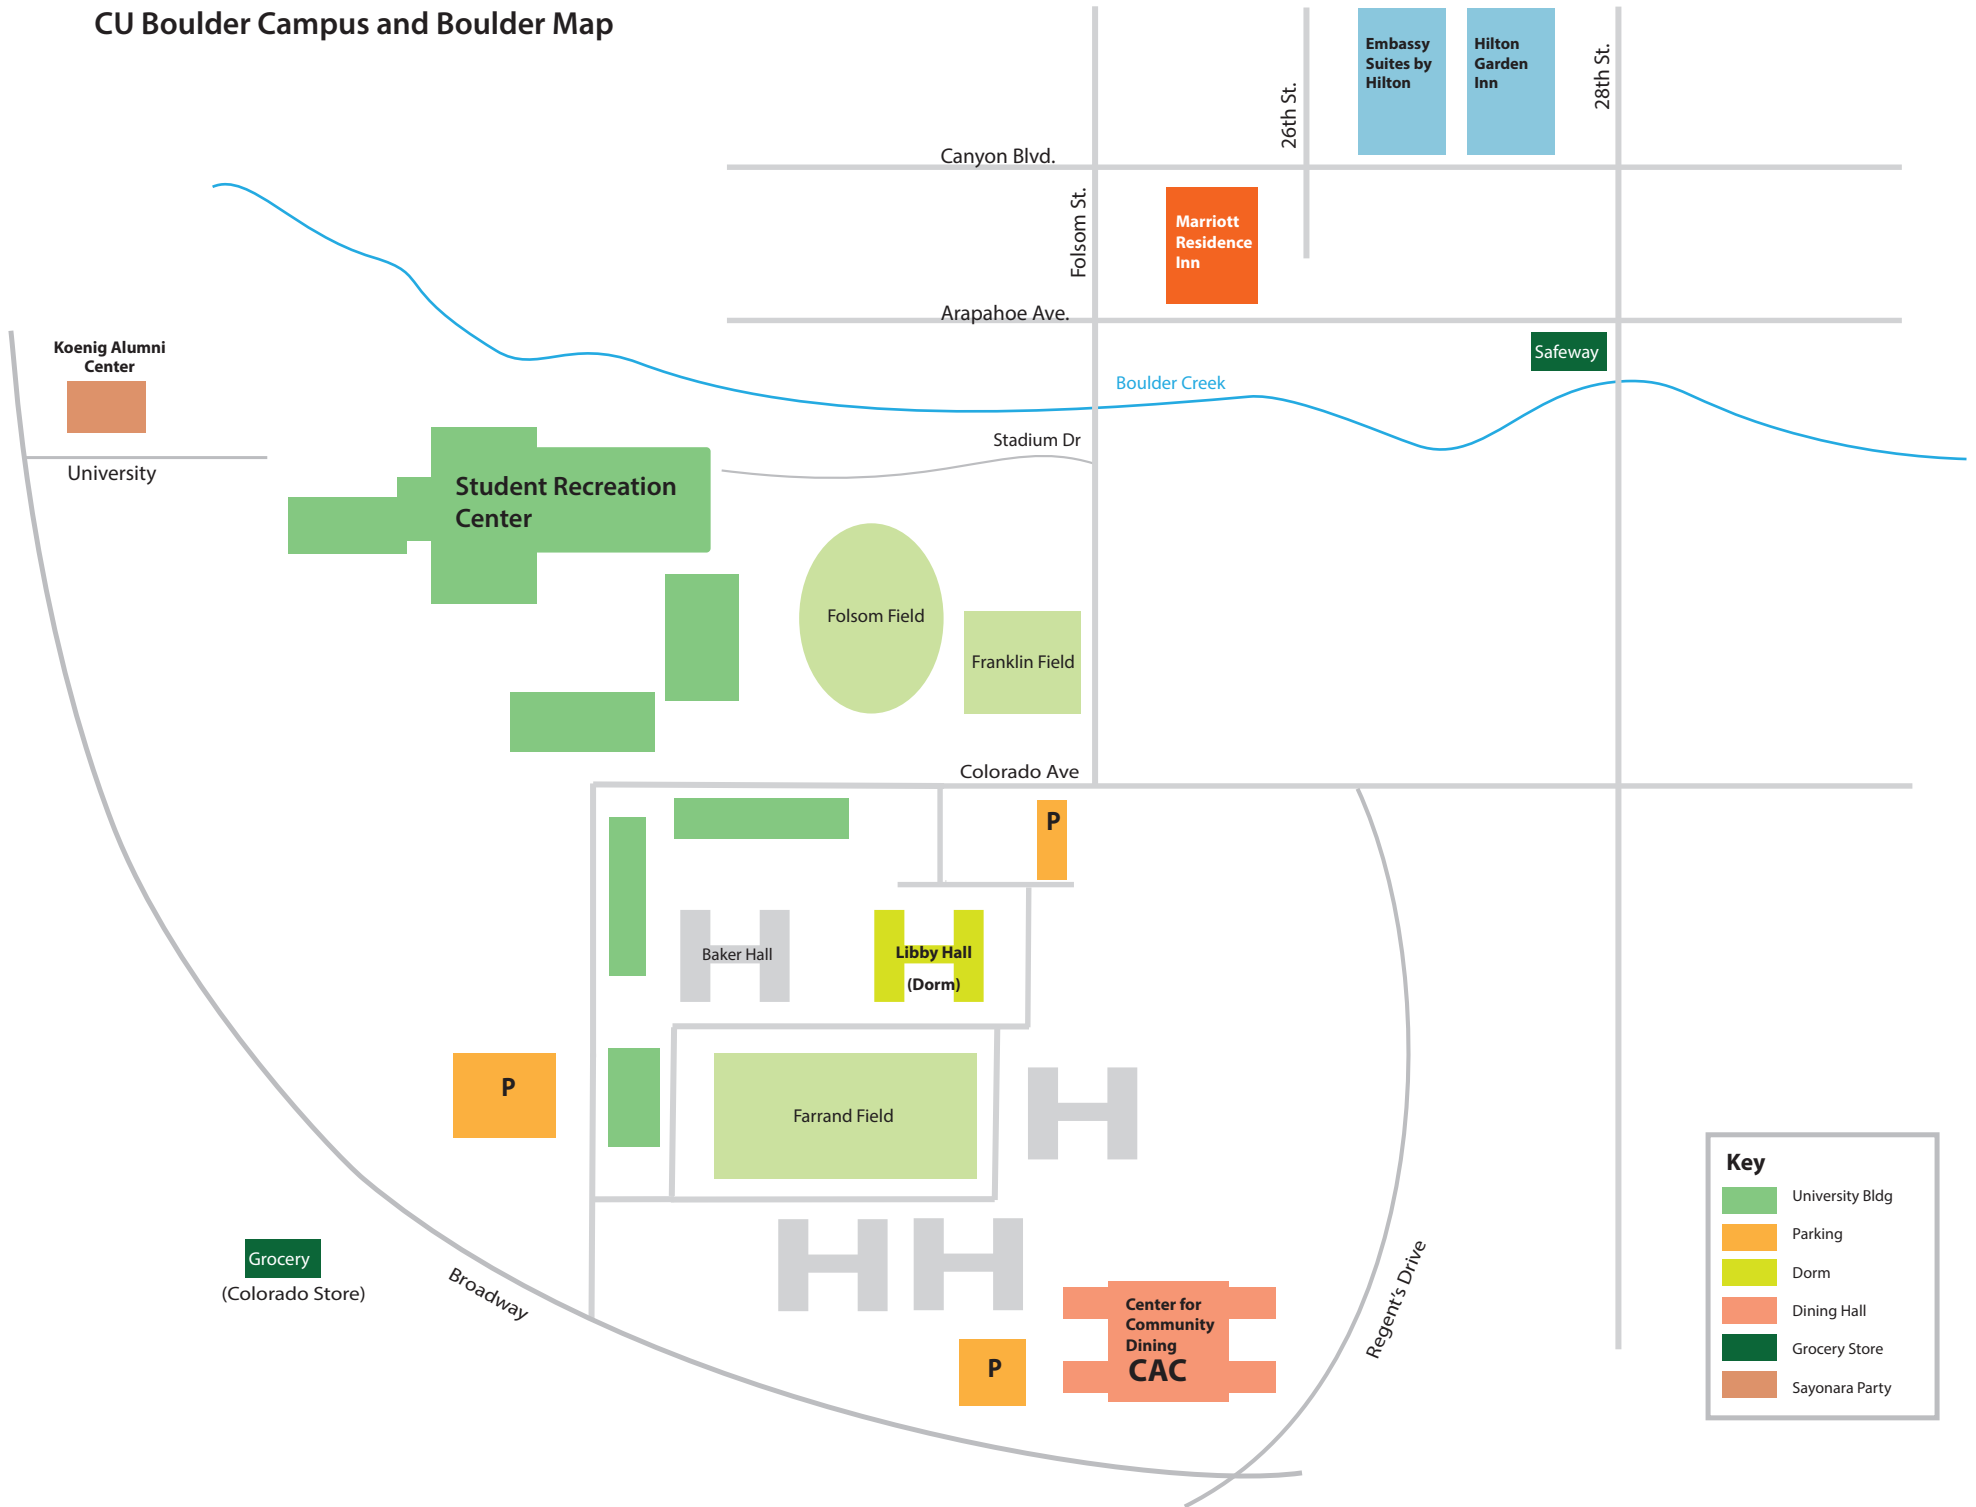 CU Boulder Campus and Boulder Map
Embassy
Suites by
Hilton
Hilton
Garden
Inn
28th St.
26th St.
Canyon Blvd.
Folsom St.
Marriott
Residence
Inn
Arapahoe Ave.
Safeway
Koenig Alumni
Center
Boulder Creek
Stadium Dr
University
Student Recreation
Center
Folsom Field
Franklin Field
Colorado Ave
P
Baker Hall
Libby Hall
(Dorm)
P
Farrand Field
Grocery
(Colorado Store)
Broadway
Center for
Community
Dining
CAC
P
Regent's Drive
Key
University Bldg
Parking
Dorm
Dining Hall
Grocery Store
Sayonara Party